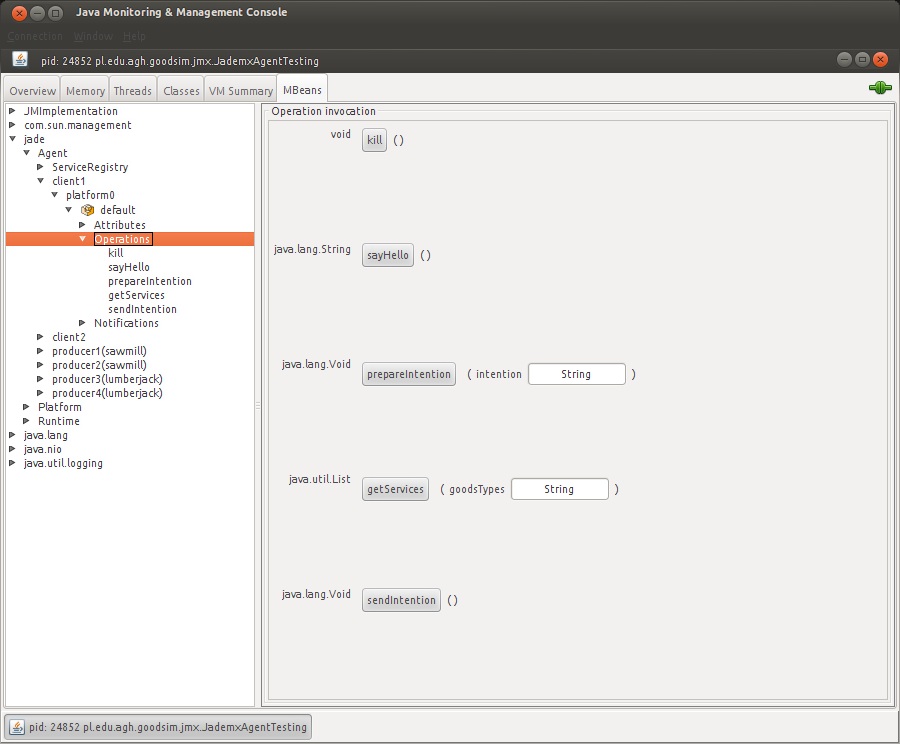 Java Monitoring & Management Console
Connection Window Help
pid: 24852 pl.edu.agh.goodsim.jmx.JademxAgentTesting
Overview Memory Threads Classes VM Summary MBeans
JMImplementation
com.sun.management
jade
Agent
ServiceRegistry
client1
platform0
default
Attributes
Operations
kill
sayHello
prepareIntention
getServices
sendIntention
Notifications
client2
producer1(sawmill)
producer2(sawmill)
producer3(lumberjack)
producer4(lumberjack)
Platform
Runtime
java.lang
java.nio
java.util.logging
Operation invocation
void kill ()
java.lang.String sayHello ()
java.lang.Void prepareIntention ( intention String )
java.util.List getServices ( goodsTypes String )
java.lang.Void sendIntention ()
pid: 24852 pl.edu.agh.goodsim.jmx.JademxAgentTesting